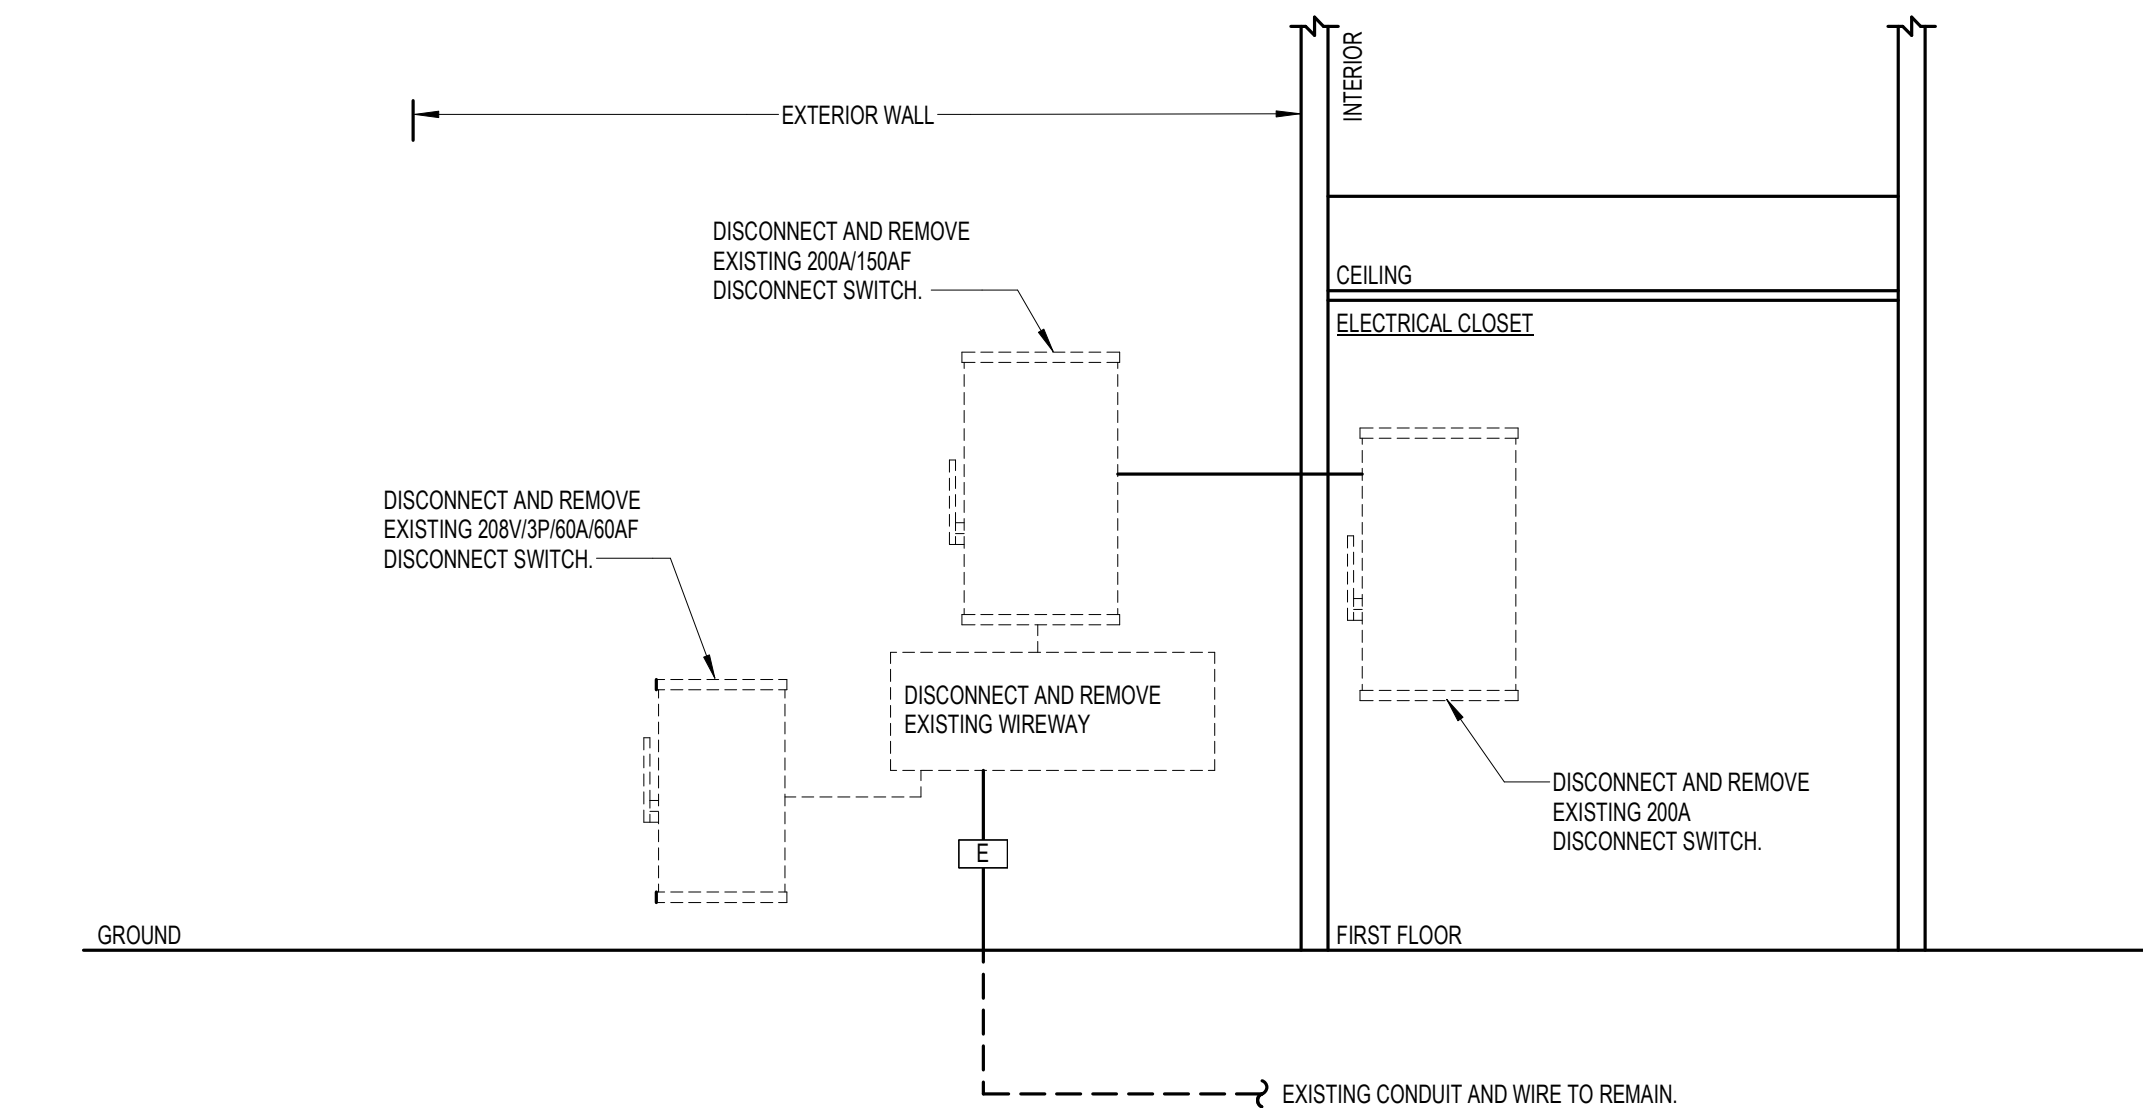 INTERIOR
EXTERIOR WALL
DISCONNECT AND REMOVE
EXISTING 200A/150AF
DISCONNECT SWITCH.
CEILING
ELECTRICAL CLOSET
DISCONNECT AND REMOVE
EXISTING 208V/3P/60A/60AF
DISCONNECT SWITCH.
DISCONNECT AND REMOVE
EXISTING WIREWAY
DISCONNECT AND REMOVE
EXISTING 200A
DISCONNECT SWITCH.
E
GROUND
FIRST FLOOR
EXISTING CONDUIT AND WIRE TO REMAIN.